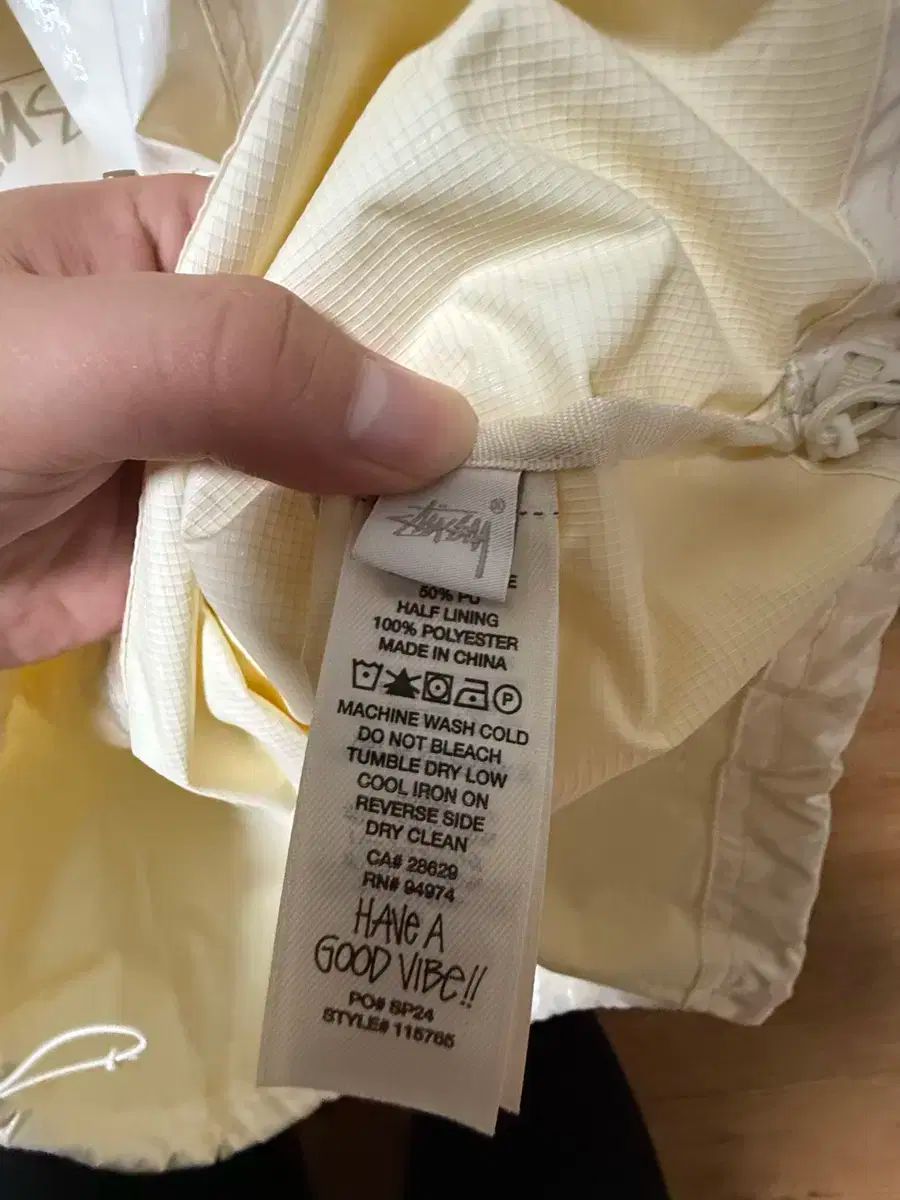 STÜSSY®
50% PU
HALF LINING
100% POLYESTER
MADE IN CHINA
P
MACHINE WASH COLD
DO NOT BLEACH
TUMBLE DRY LOW
COOL IRON ON
REVERSE SIDE
DRY CLEAN
CA# 28629
RN# 94974
HAVE A
GOOD VIBE!!
PO# SP24
STYLE# 115765